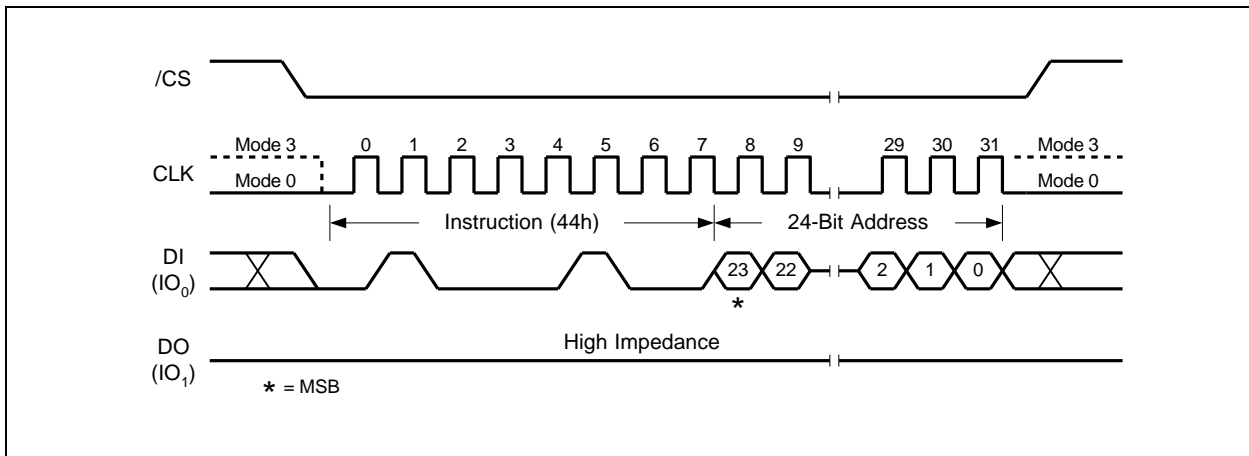 /CS
Mode 3 0 1 2 3 4 5 6 7 8 9 29 30 31 Mode 3
CLK Mode 0 Mode 0
Instruction (44h) 24-Bit Address
DI
(IO₀) 23 22 2 1 0
*
DO High Impedance
(IO₁)
* = MSB